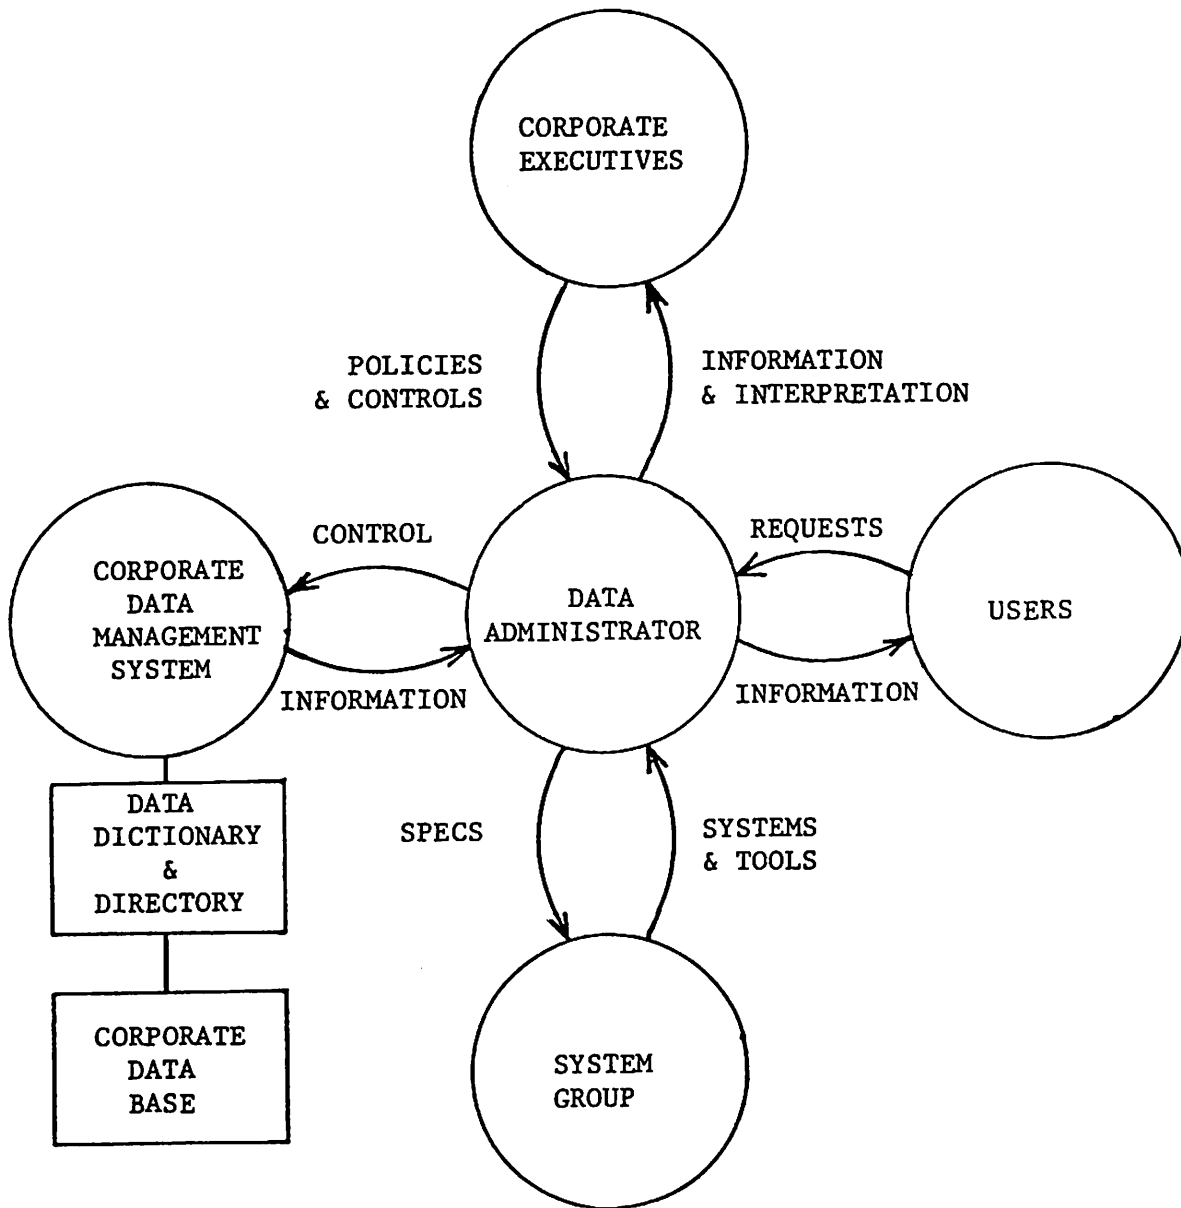 CORPORATE
EXECUTIVES
POLICIES
& CONTROLS
INFORMATION
& INTERPRETATION
CONTROL
REQUESTS
CORPORATE
DATA
MANAGEMENT
SYSTEM
DATA
ADMINISTRATOR
USERS
INFORMATION
INFORMATION
DATA
DICTIONARY
&
DIRECTORY
SPECS
SYSTEMS
& TOOLS
CORPORATE
DATA
BASE
SYSTEM
GROUP